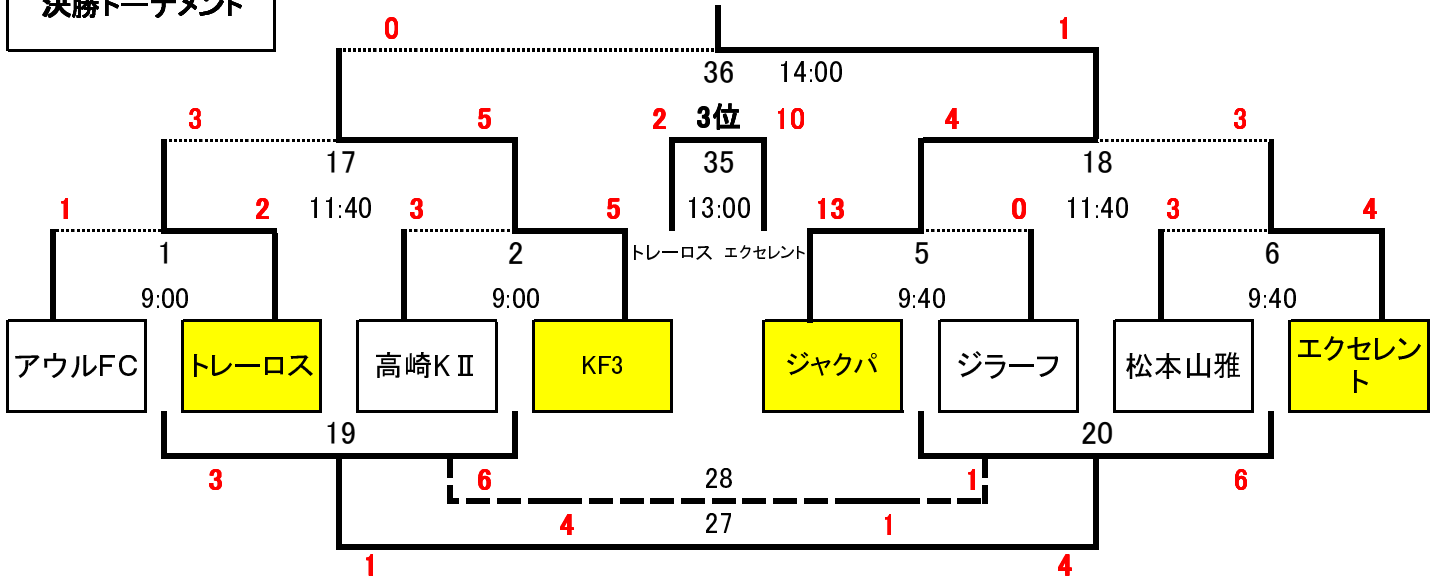 決勝トーナメント
0 1
36 14:00
3 5 2 3位 10 4 3
17 35 18
1 2 11:40 3 5 13:00 13 0 11:40 3 4
1 2 トレーロス エクセレント 5 6
9:00 9:00 9:40 9:40
アウルFC トレーロス 高崎KⅡ KF3 ジャクパ ジラーフ 松本山雅 エクセレン
ト
19 20
3 6 28 1 6
4 27 1
1 4